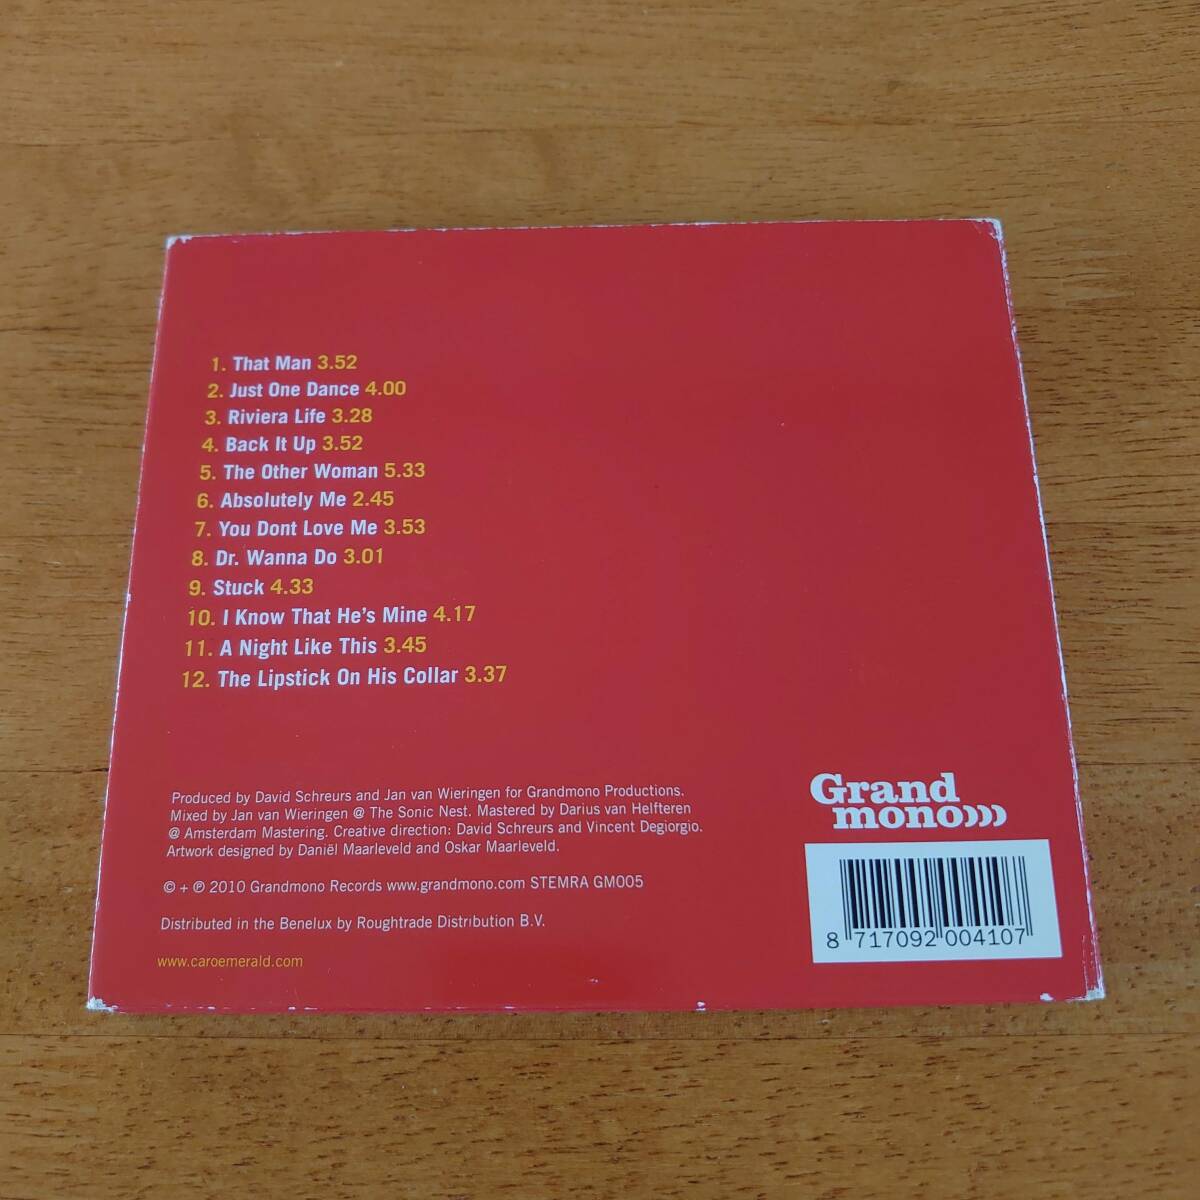 1. That Man 3.52
2. Just One Dance 4.00
3. Riviera Life 3.28
4. Back It Up 3.52
5. The Other Woman 5.33
6. Absolutely Me 2.45
7. You Dont Love Me 3.53
8. Dr. Wanna Do 3.01
9. Stuck 4.33
10. I Know That He's Mine 4.17
11. A Night Like This 3.45
12. The Lipstick On His Collar 3.37
Produced by David Schreurs and Jan van Wieringen for Grandmono Productions.
Mixed by Jan van Wieringen @ The Sonic Nest. Mastered by Darius van Helfteren
@ Amsterdam Mastering. Creative direction: David Schreurs and Vincent Degiorgio.
Artwork designed by Daniël Maarleveld and Oskar Maarleveld.
© + ℗ 2010 Grandmono Records www.grandmono.com STEMRA GM005
Distributed in the Benelux by Roughtrade Distribution B.V.
www.caroemerald.com
Grand
mono)))
8 717092 004107